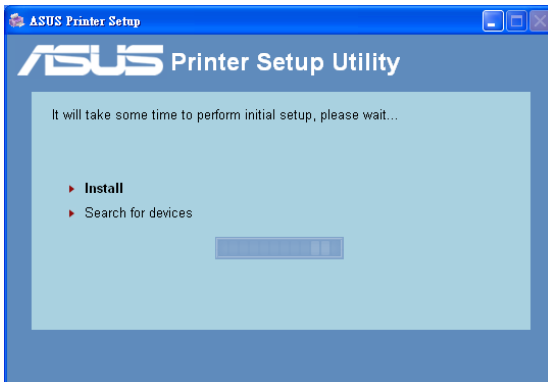 ASUS Printer Setup
ASUS Printer Setup Utility
It will take some time to perform initial setup, please wait...
Install
Search for devices